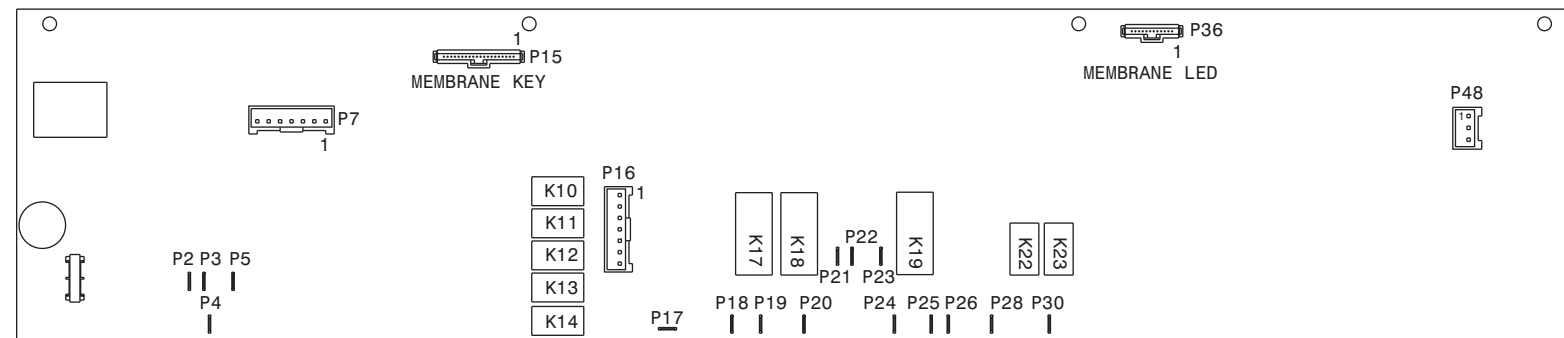 1
P15
MEMBRANE KEY
P36
1
MEMBRANE LED
P48
1
P7
1
P16
1
K10
K11
K12
K13
K14
K17
K18
K19
K22
K23
P22
P21
P23
P2 P3 P5
P4
P17
P18 P19 P20 P24 P25 P26 P28 P30